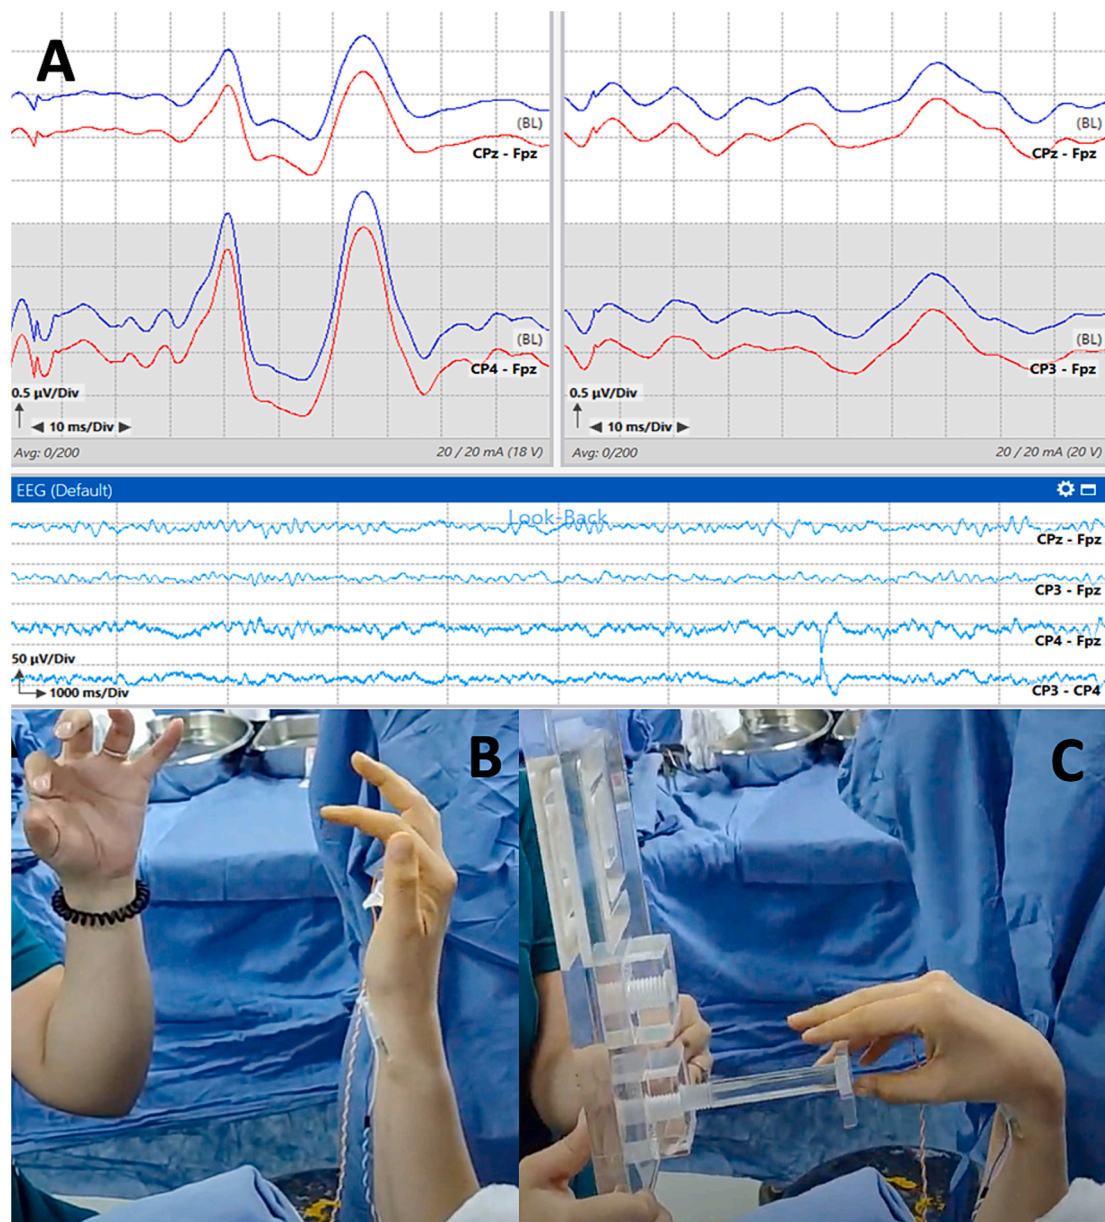 A
(BL)
CPz - Fpz
(BL)
CP4 - Fpz
0.5 µV/Div
10 ms/Div
Avg: 0/200
20 / 20 mA (18 V)
(BL)
CPz - Fpz
(BL)
CP3 - Fpz
0.5 µV/Div
10 ms/Div
Avg: 0/200
20 / 20 mA (20 V)
EEG (Default)
Look-Back
CPz - Fpz
CP3 - Fpz
CP4 - Fpz
50 µV/Div
1000 ms/Div
CP3 - CP4
B
C